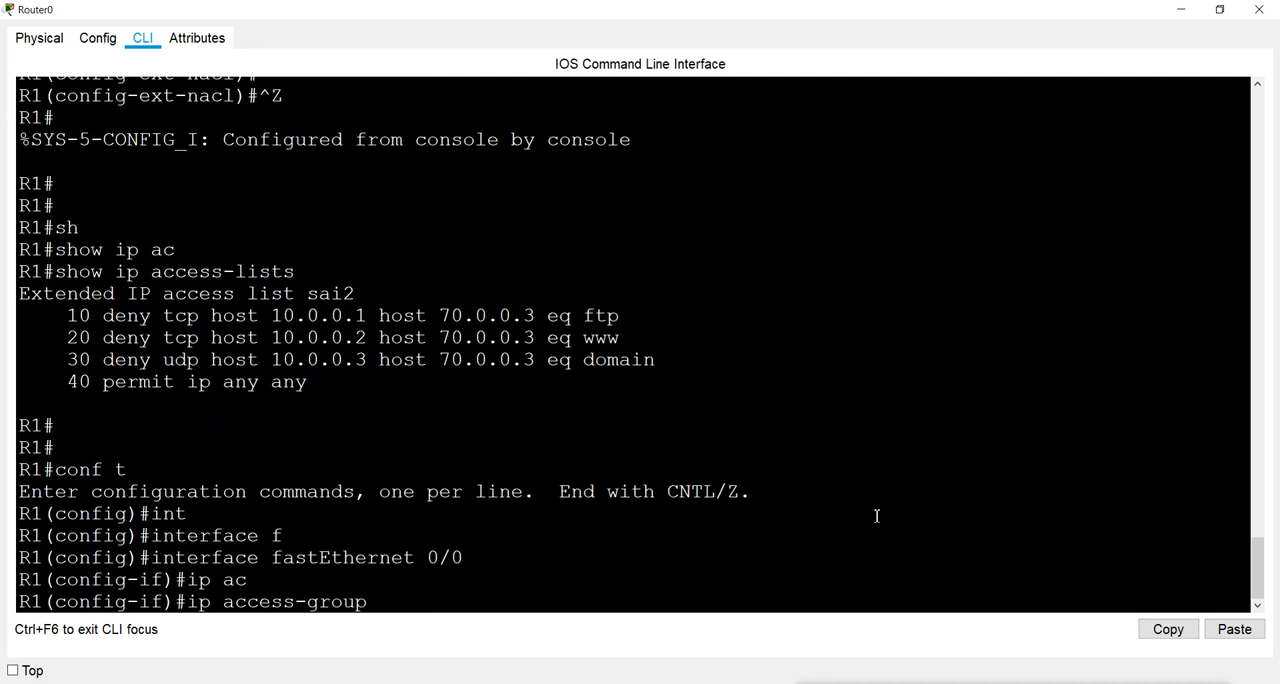 Router0
Physical Config CLI Attributes
IOS Command Line Interface
R1(config-ext-nacl)#
R1(config-ext-nacl)#^Z
R1#
%SYS-5-CONFIG_I: Configured from console by console
R1#
R1#
R1#sh
R1#show ip ac
R1#show ip access-lists
Extended IP access list sai2
10 deny tcp host 10.0.0.1 host 70.0.0.3 eq ftp
20 deny tcp host 10.0.0.2 host 70.0.0.3 eq www
30 deny udp host 10.0.0.3 host 70.0.0.3 eq domain
40 permit ip any any
R1#
R1#
R1#conf t
Enter configuration commands, one per line.  End with CNTL/Z.
R1(config)#int
R1(config)#interface f
R1(config)#interface fastEthernet 0/0
R1(config-if)#ip ac
R1(config-if)#ip access-group
Ctrl+F6 to exit CLI focus
Copy Paste
Top